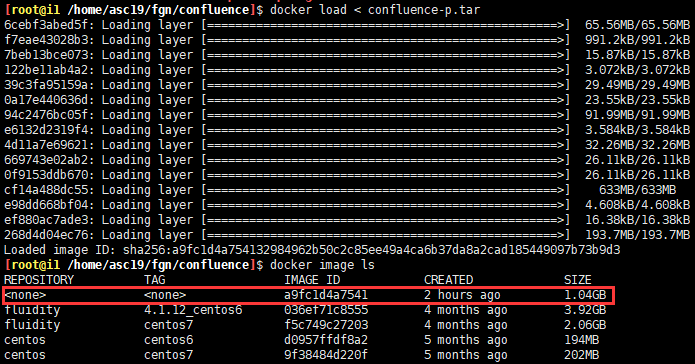 [root@il /home/asc19/fgn/confluence]$ docker load < confluence-p.tar
6cebf3abed5f: Loading layer [==================================================>]  65.56MB/65.56MB
f7eae43028b3: Loading layer [==================================================>]  991.2kB/991.2kB
7beb13bce073: Loading layer [==================================================>]  15.87kB/15.87kB
122be11ab4a2: Loading layer [==================================================>]  3.072kB/3.072kB
39c3fa95159a: Loading layer [==================================================>]  29.49MB/29.49MB
0a17e440636d: Loading layer [==================================================>]  23.55kB/23.55kB
94c2476bc05f: Loading layer [==================================================>]  91.99MB/91.99MB
e6132d2319f4: Loading layer [==================================================>]  3.584kB/3.584kB
4d11a7e69621: Loading layer [==================================================>]  32.26MB/32.26MB
669743e02ab2: Loading layer [==================================================>]  26.11kB/26.11kB
0f9153ddb670: Loading layer [==================================================>]  26.11kB/26.11kB
cf14a488dc55: Loading layer [==================================================>]    633MB/633MB
e98dd668bf04: Loading layer [==================================================>]  4.608kB/4.608kB
ef880ac7ade3: Loading layer [==================================================>]  16.38kB/16.38kB
268d4d04ec76: Loading layer [==================================================>]  193.7MB/193.7MB
Loaded image ID: sha256:a9fc1d4a754132984962b50c2c85ee49a4ca6b37da8a2cad185449097b73b9d3
[root@il /home/asc19/fgn/confluence]$ docker image ls
REPOSITORY TAG IMAGE ID CREATED SIZE
<none> <none> a9fc1d4a7541 2 hours ago 1.04GB
fluidity 4.1.12_centos6 036ef71c8555 4 months ago 3.92GB
fluidity centos7 f5c749c27203 4 months ago 2.06GB
centos centos6 d0957ffdf8a2 5 months ago 194MB
centos centos7 9f38484d220f 5 months ago 202MB